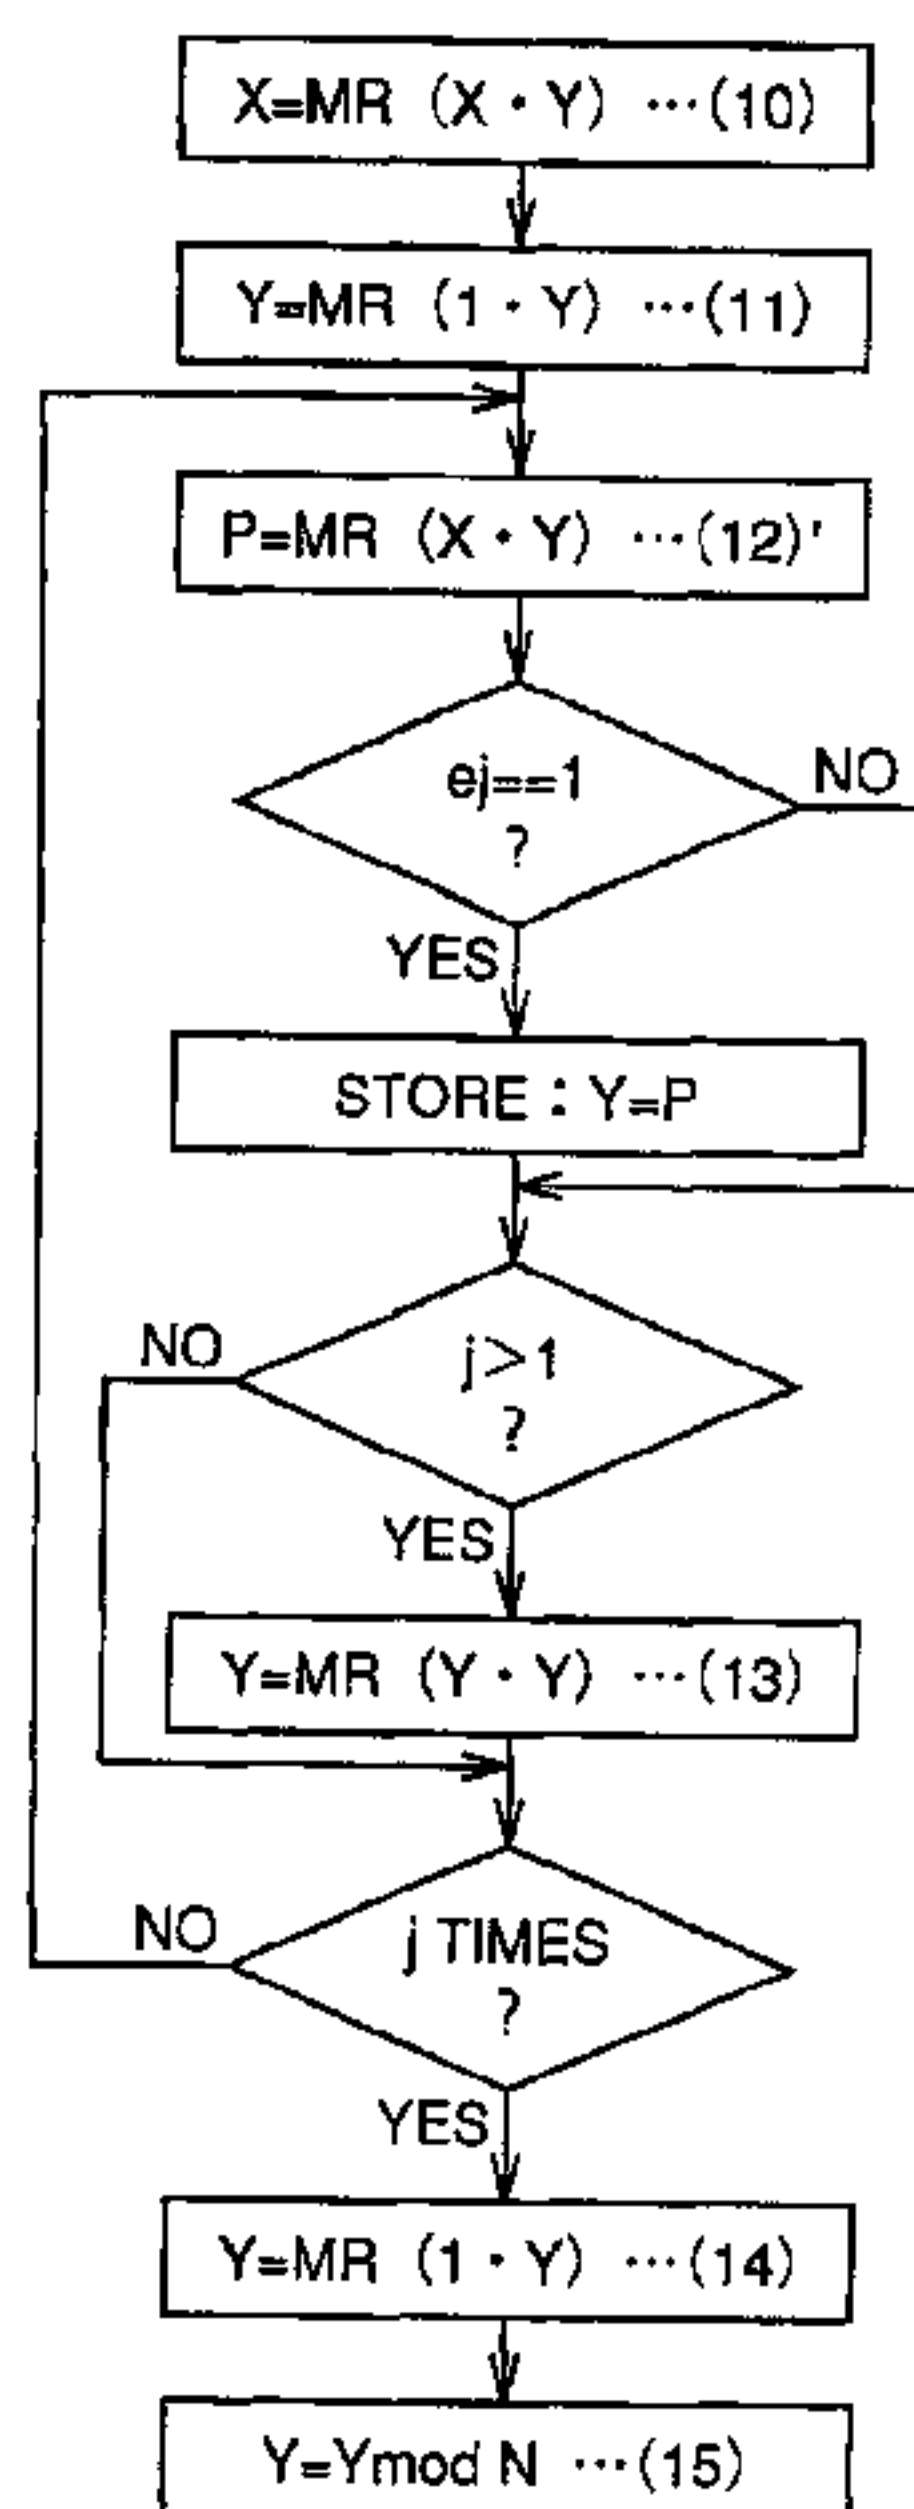 X=MR (X・Y) …(10)
Y=MR (1・Y) …(11)
P=MR (X・Y) …(12)'
ej==1
?
NO
YES
STORE : Y=P
NO
j>1
?
YES
Y=MR (Y・Y) …(13)
NO
j TIMES
?
YES
Y=MR (1・Y) …(14)
Y=Ymod N …(15)